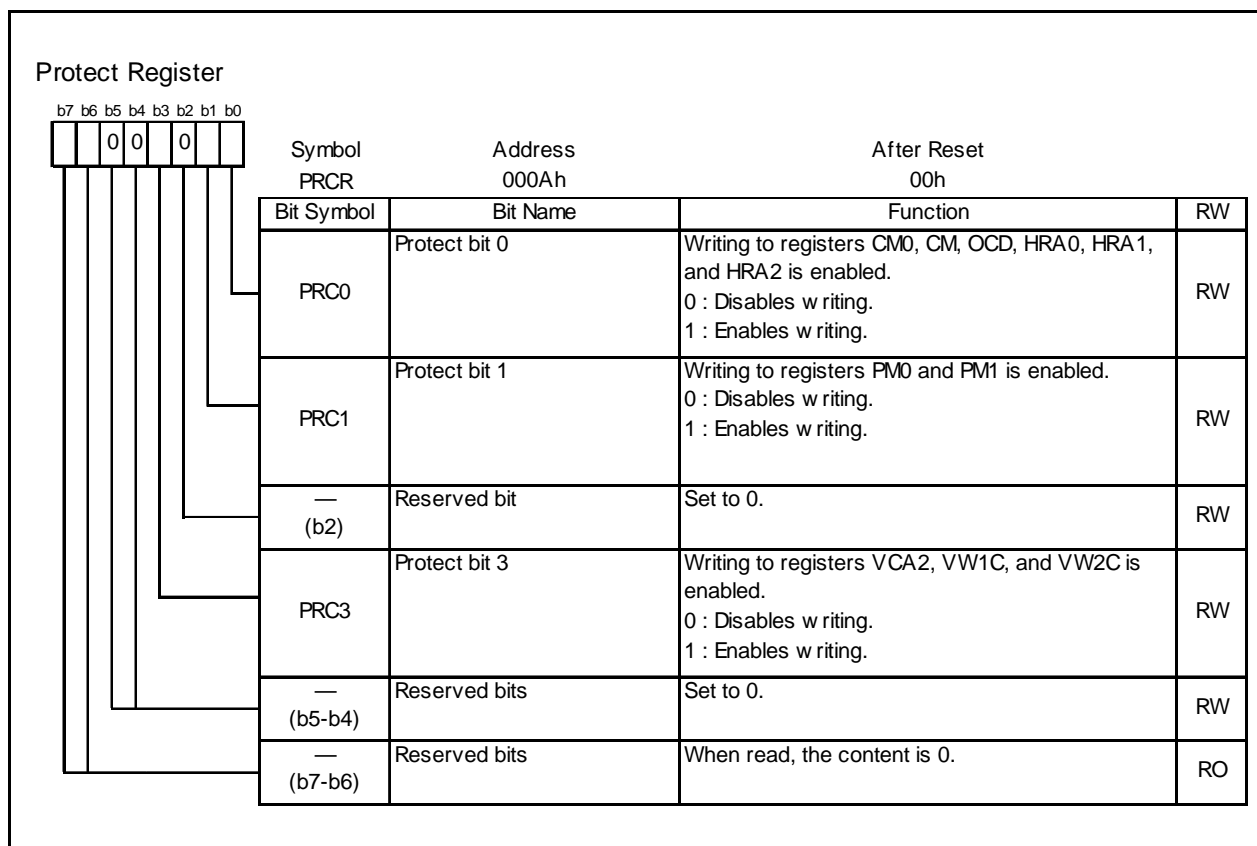 Protect Register
b7 b6 b5 b4 b3 b2 b1 b0
0 0 0
Symbol Address After Reset
PRCR 000Ah 00h
Bit Symbol Bit Name Function RW
PRC0 Protect bit 0 Writing to registers CM0, CM, OCD, HRA0, HRA1,
and HRA2 is enabled.
0 : Disables w riting.
1 : Enables w riting.
RW
PRC1 Protect bit 1 Writing to registers PM0 and PM1 is enabled.
0 : Disables w riting.
1 : Enables w riting.
RW
—
(b2)
Reserved bit Set to 0. RW
PRC3 Protect bit 3 Writing to registers VCA2, VW1C, and VW2C is
enabled.
0 : Disables w riting.
1 : Enables w riting.
RW
—
(b5-b4)
Reserved bits Set to 0. RW
—
(b7-b6)
Reserved bits When read, the content is 0. RO